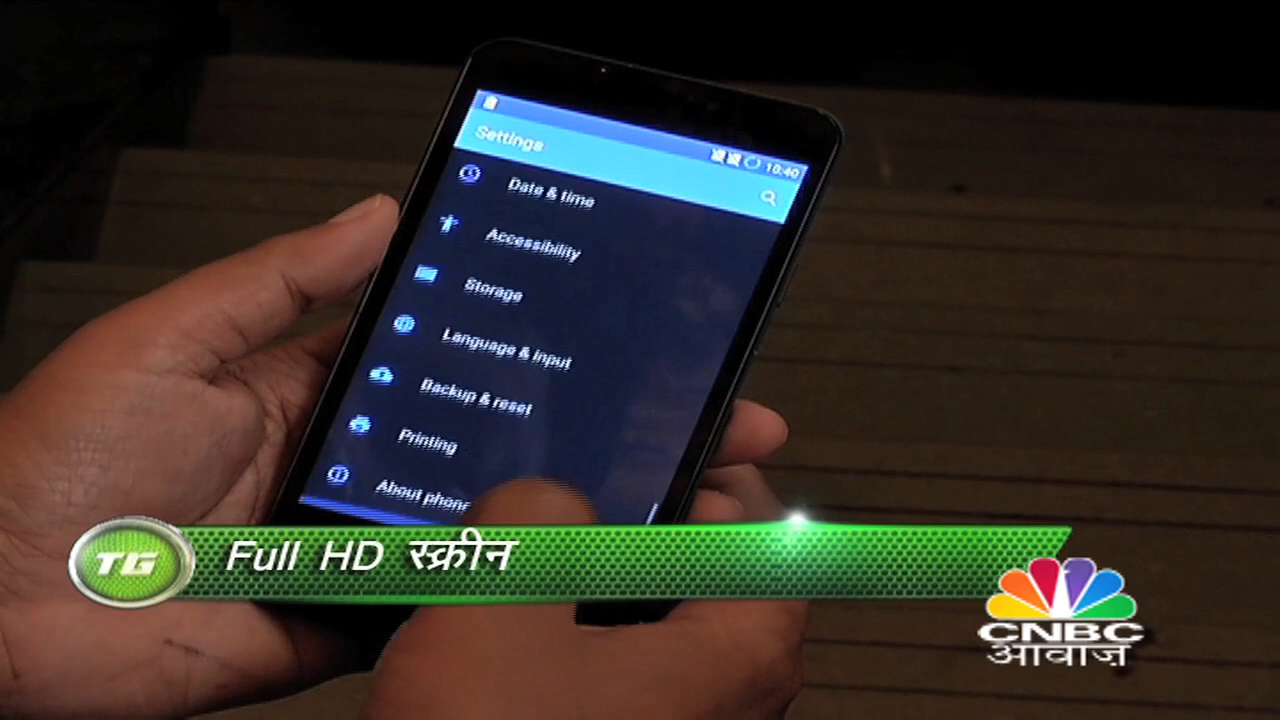 Settings
10:40
Date & time
Accessibility
Storage
Language & input
Backup & reset
Printing
About phone
TG
Full HD स्क्रीन
CNBC
आवाज़